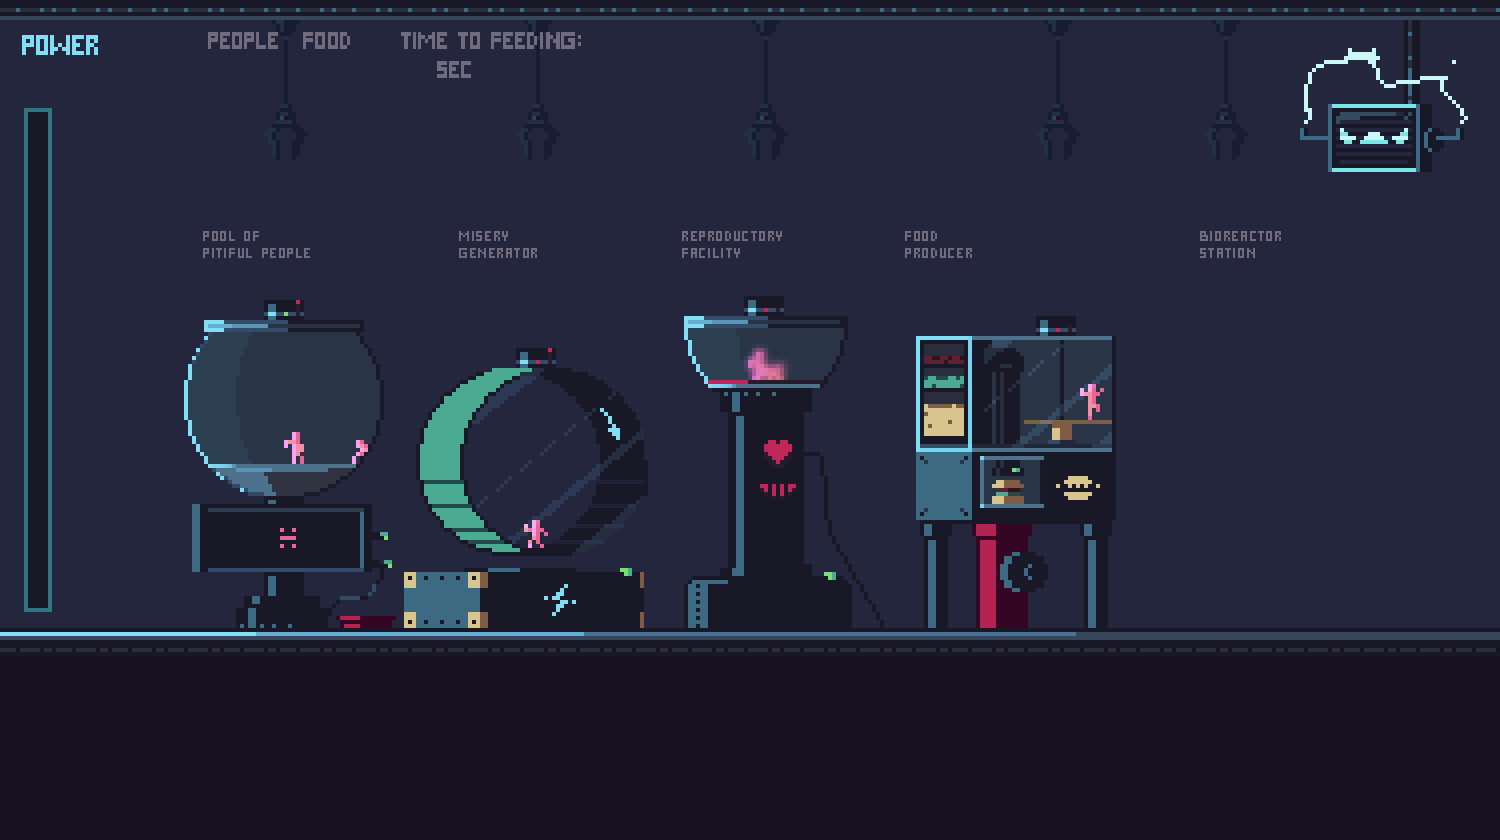 POWER
PEOPLE FOOD TIME TO FEEDING:
SEC
POOL OF
PITIFUL PEOPLE
MISERY
GENERATOR
REPRODUCTORY
FACILITY
FOOD
PRODUCER
BIOREACTOR
STATION